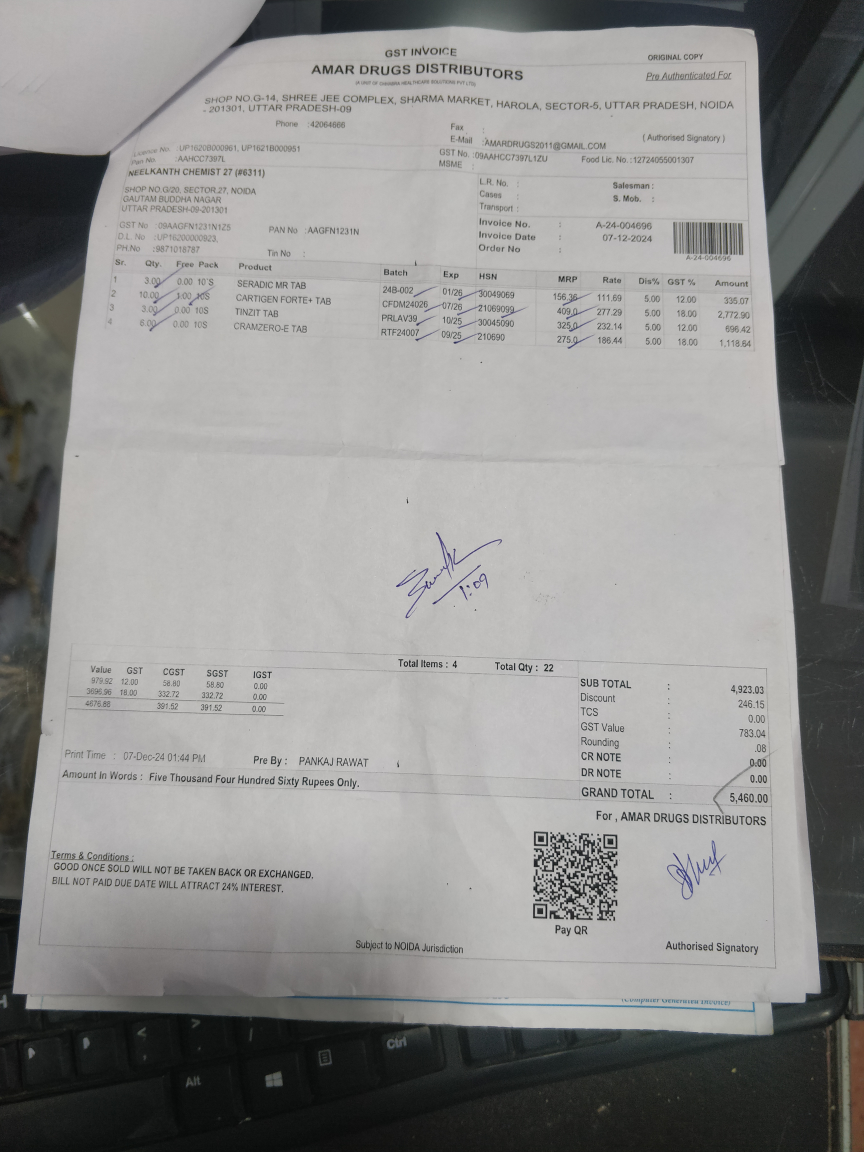 GST INVOICE
ORIGINAL COPY
AMAR DRUGS DISTRIBUTORS
Pre Authenticated For
SHOP NO.G-14, SHREE JEE COMPLEX, SHARMA MARKET, HAROLA, SECTOR-5, UTTAR PRADESH, NOIDA
- 201301, UTTAR PRADESH-09
Phone :42064666
Fax :
E-Mail :AMARDRUGS2011@GMAIL.COM
(Authorised Signatory)
Licence No. :UP1620B000961, UP1621B000951
GST No. :09AAHCC7397L1ZU Food Lic. No. :12724055001307
Pan No. :AAHCC7397L
MSME :
NEELKANTH CHEMIST 27 (#6311)
SHOP NO.G/20, SECTOR,27, NOIDA
GAUTAM BUDDHA NAGAR
UTTAR PRADESH-09-201301
GST No :09AAGFN1231N1Z5 PAN No :AAGFN1231N
D.L. No :UP16200000923,
PH.No :9871018787 Tin No :
L.R. No. : Salesman :
Cases : S. Mob. :
Transport :
Invoice No. : A-24-004696
Invoice Date : 07-12-2024
Order No :
A-24-004696
Sr. Qty. Free Pack Product Batch Exp HSN MRP Rate Dis% GST % Amount
1 3.00 0.00 10'S SERADIC MR TAB 24B-002 01/26 30049069 156.36 111.69 5.00 12.00 335.07
2 10.00 1.00 10S CARTIGEN FORTE+ TAB CFDM24026 07/26 21069099 409.0 277.29 5.00 18.00 2,772.90
3 3.00 0.00 10S TINZIT TAB PRLAV39 10/25 30045090 325.0 232.14 5.00 12.00 696.42
4 6.00 0.00 10S CRAMZERO-E TAB RTF24007 09/25 210690 275.0 186.44 5.00 18.00 1,118.64
1:09
Total Items : 4 Total Qty : 22
Value GST CGST SGST IGST
979.92 12.00 58.80 58.80 0.00
3696.96 18.00 332.72 332.72 0.00
4676.88 391.52 391.52 0.00
SUB TOTAL : 4,923.03
Discount : 246.15
TCS : 0.00
GST Value : 783.04
Rounding : .08
CR NOTE : 0.00
DR NOTE : 0.00
GRAND TOTAL : 5,460.00
Print Time : 07-Dec-24 01:44 PM Pre By : PANKAJ RAWAT
Amount In Words : Five Thousand Four Hundred Sixty Rupees Only.
For , AMAR DRUGS DISTRIBUTORS
Terms & Conditions :
GOOD ONCE SOLD WILL NOT BE TAKEN BACK OR EXCHANGED.
BILL NOT PAID DUE DATE WILL ATTRACT 24% INTEREST.
Pay QR
Subject to NOIDA Jurisdiction
Authorised Signatory
(Computer Generated Invoice)
Ctrl
Alt